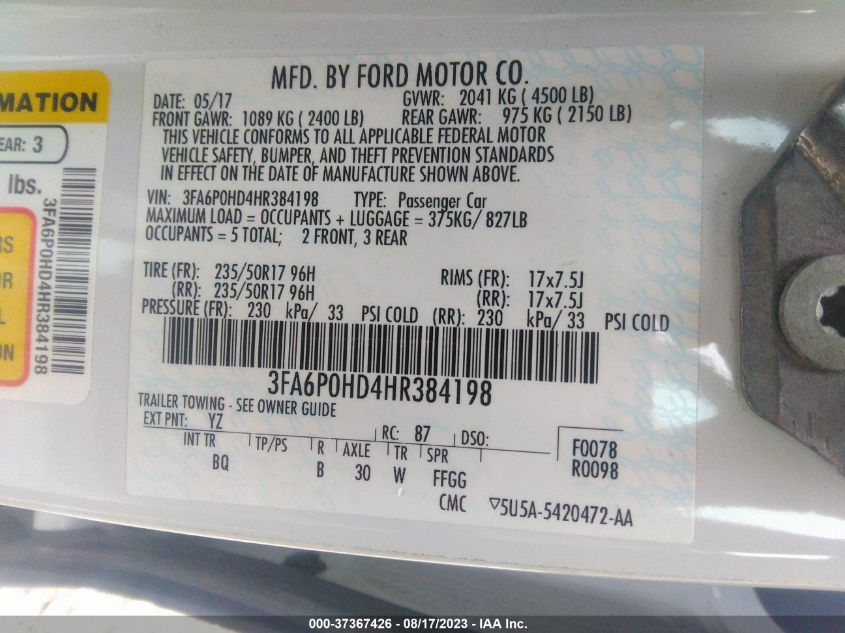 MFD. BY FORD MOTOR CO.
DATE: 05/17 GVWR: 2041 KG ( 4500 LB)
FRONT GAWR: 1089 KG ( 2400 LB) REAR GAWR: 975 KG ( 2150 LB)
THIS VEHICLE CONFORMS TO ALL APPLICABLE FEDERAL MOTOR
VEHICLE SAFETY, BUMPER, AND THEFT PREVENTION STANDARDS
IN EFFECT ON THE DATE OF MANUFACTURE SHOWN ABOVE.
VIN: 3FA6P0HD4HR384198 TYPE: Passenger Car
MAXIMUM LOAD = OCCUPANTS + LUGGAGE = 375KG/ 827LB
OCCUPANTS = 5 TOTAL; 2 FRONT, 3 REAR
TIRE (FR): 235/50R17 96H RIMS (FR): 17x7.5J
(RR): 235/50R17 96H (RR): 17x7.5J
PRESSURE (FR): 230 kPa/ 33 PSI COLD (RR): 230 kPa/ 33 PSI COLD
3FA6P0HD4HR384198
TRAILER TOWING - SEE OWNER GUIDE
EXT PNT: YZ RC: 87 DSO: F0078
INT TR TP/PS R AXLE TR SPR R0098
BQ B 30 W FFGG
CMC ▽5U5A-5420472-AA
MATION
EAR: 3
lbs.
RS
OR
L
ON
3FA6P0HD4HR384198
000-37367426 - 08/17/2023 - IAA Inc.